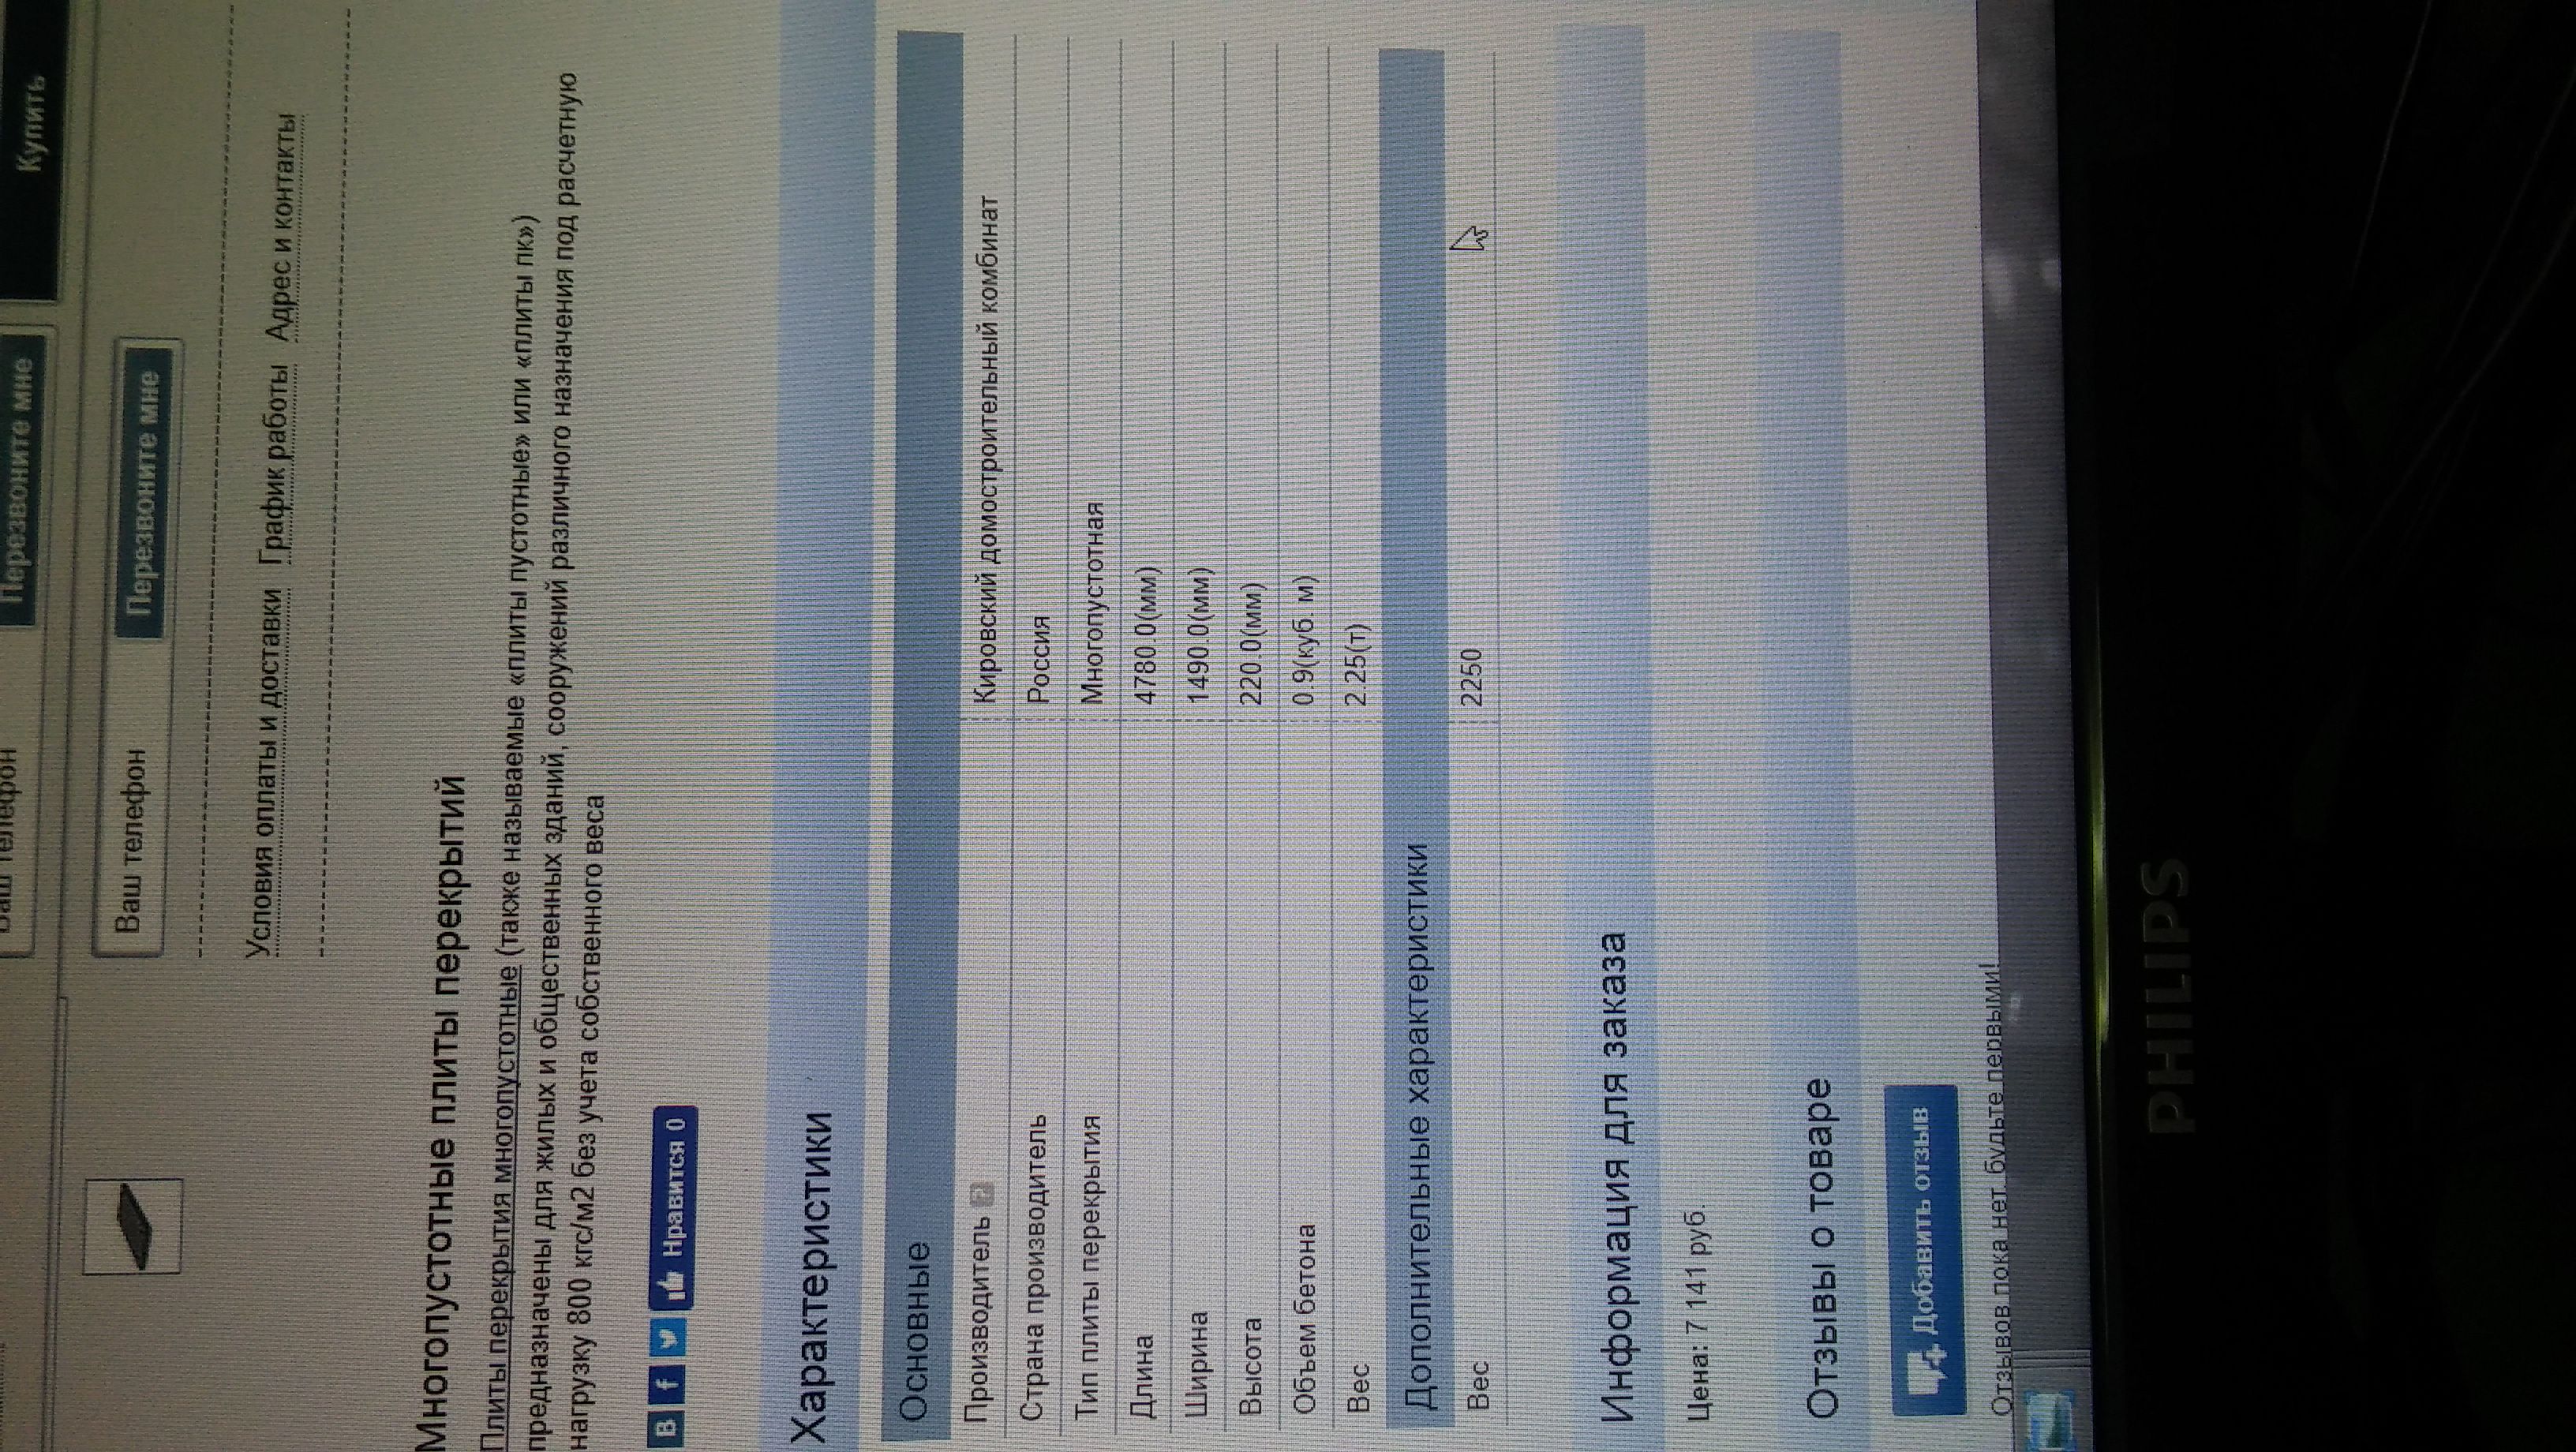 Ваш телефон
Перезвоните мне
Купить
Ваш телефон
Перезвоните мне
Условия оплаты и доставки График работы Адрес и контакты
Многопустотные плиты перекрытий
Плиты перекрытия многопустотные (также называемые «плиты пустотные» или «плиты пк»)
предназначены для жилых и общественных зданий, сооружений различного назначения под расчетную
нагрузку 800 кгс/м2 без учета собственного веса
B f Нравится 0
Характеристики
Основные
Производитель ? Кировский домостроительный комбинат
Страна производитель Россия
Тип плиты перекрытия Многопустотная
Длина 4780.0(мм)
Ширина 1490.0(мм)
Высота 220.0(мм)
Объем бетона 0.9(куб. м)
Вес 2.25(т)
Дополнительные характеристики
Вес 2250
Информация для заказа
Цена: 7 141 руб.
Отзывы о товаре
Добавить отзыв
Отзывов пока нет, будьте первыми!
PHILIPS